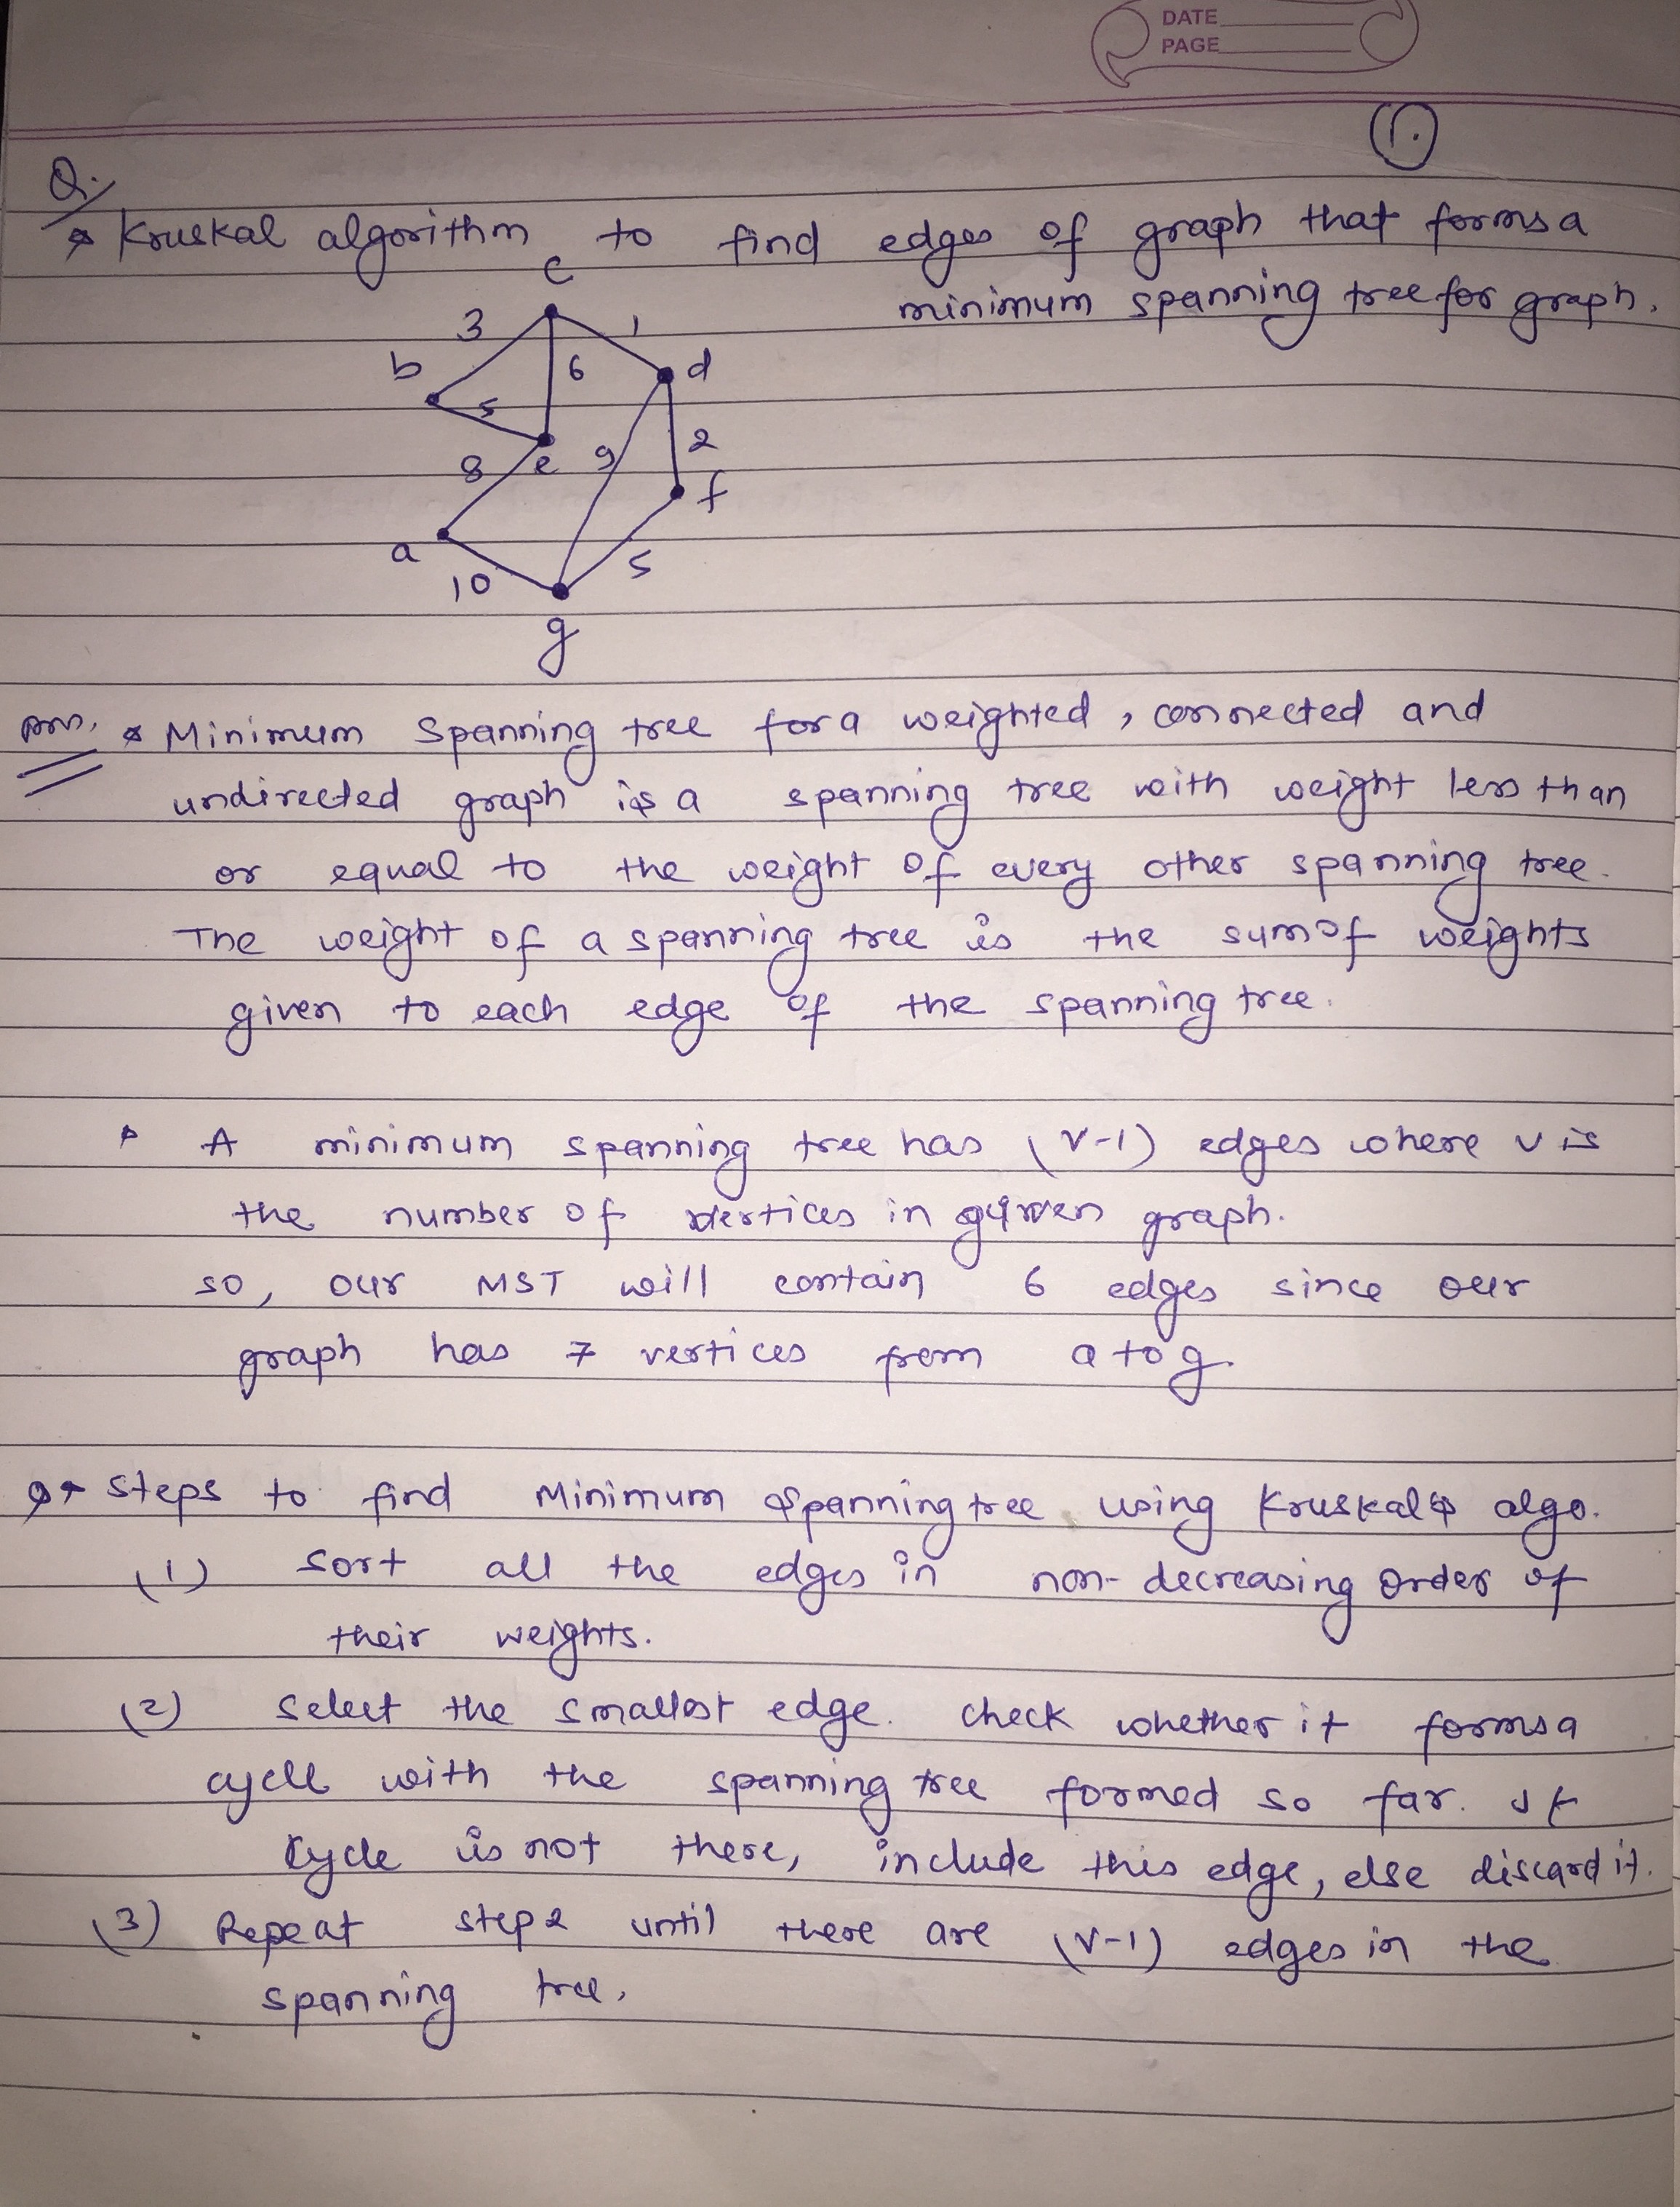 DATE
PAGE
1.
Q.
Kruskal algorithm to find edges of graph that forms a
minimum spanning tree for graph.
c
3 1
b 6 d
5
8 e 9 2
f
a
10 5
g
Ans. Minimum Spanning tree for a weighted, connected and
undirected graph is a spanning tree with weight less than
or equal to the weight of every other spanning tree.
The weight of a spanning tree is the sum of weights
given to each edge of the spanning tree.
A minimum spanning tree has (V-1) edges where V is
the number of vertices in given graph.
so, our MST will contain 6 edges since our
graph has 7 vertices from a to g.
Steps to find Minimum Spanning tree using Kruskal's algo.
(1) Sort all the edges in non-decreasing order of
their weights.
(2) Select the smallest edge. Check whether it forms a
cycle with the spanning tree formed so far. If
cycle is not there, include this edge, else discard it.
(3) Repeat step 2 until there are (V-1) edges in the
spanning tree.